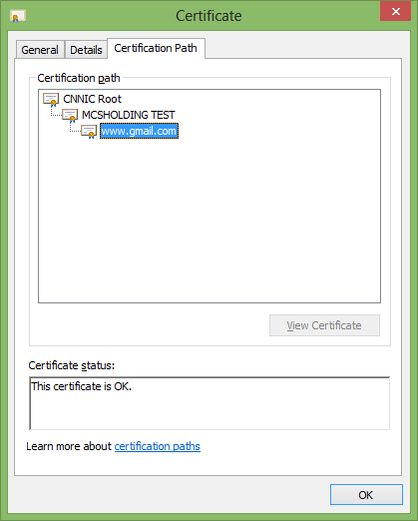 Certificate
General Details Certification Path
Certification path
CNNIC Root
MCSHOLDING TEST
www.gmail.com
View Certificate
Certificate status:
This certificate is OK.
Learn more about certification paths
OK